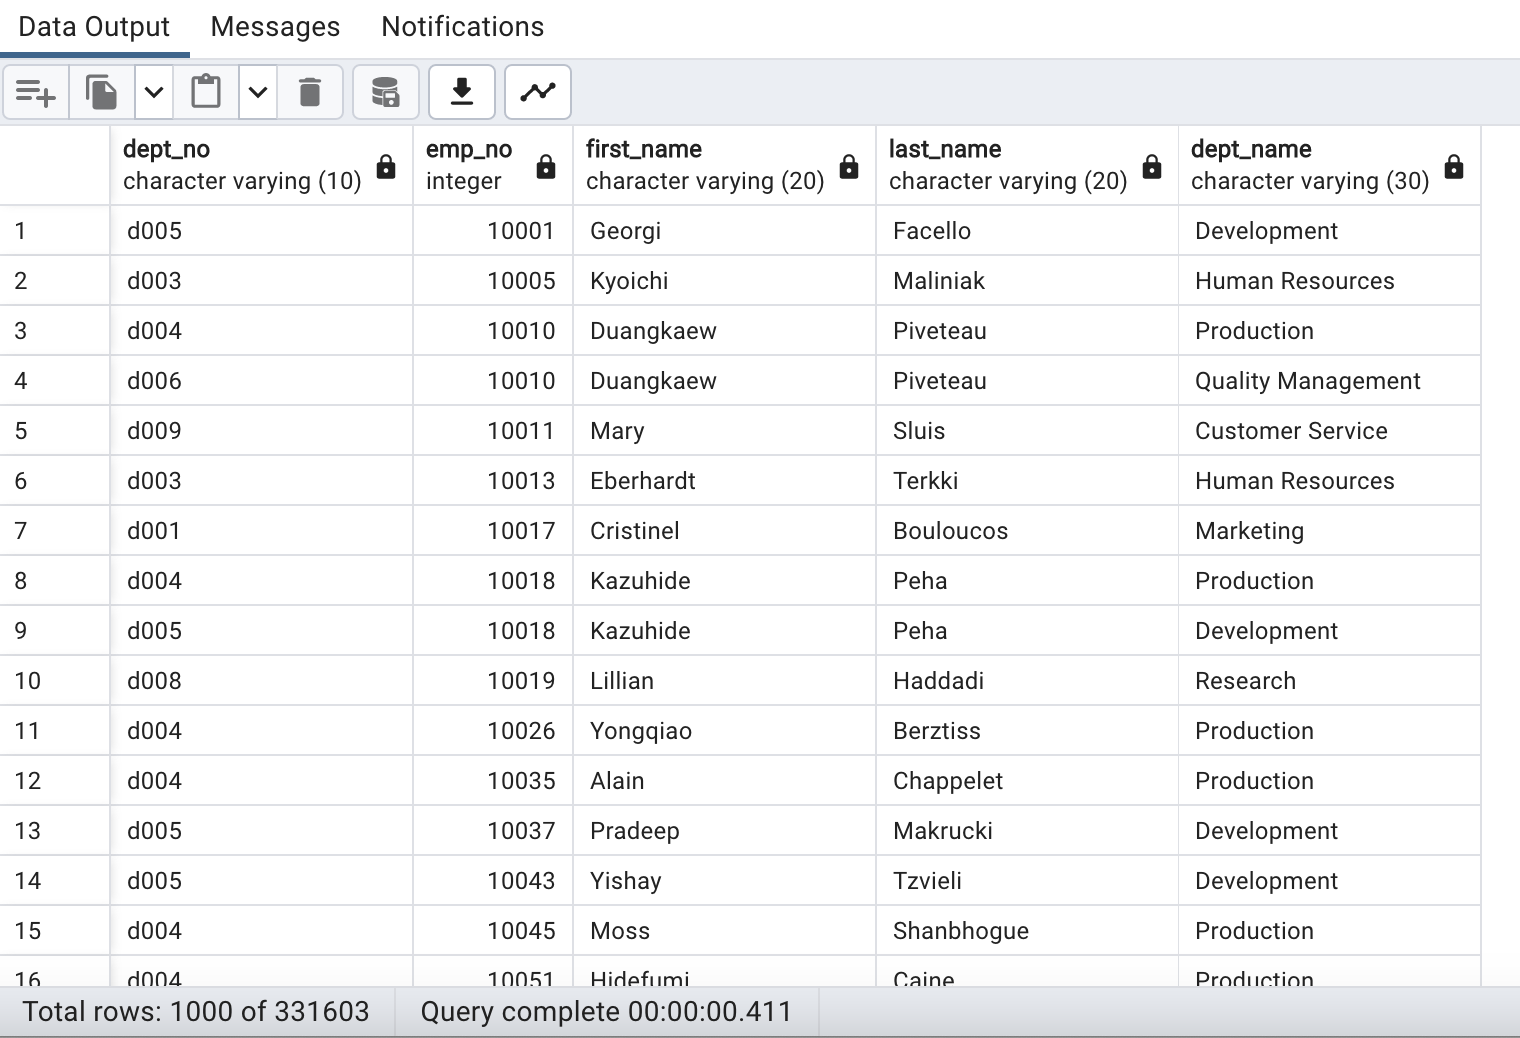 Data Output Messages Notifications
dept_no emp_no first_name last_name dept_name
character varying (10) integer character varying (20) character varying (20) character varying (30)
1 d005 10001 Georgi Facello Development
2 d003 10005 Kyoichi Maliniak Human Resources
3 d004 10010 Duangkaew Piveteau Production
4 d006 10010 Duangkaew Piveteau Quality Management
5 d009 10011 Mary Sluis Customer Service
6 d003 10013 Eberhardt Terkki Human Resources
7 d001 10017 Cristinel Bouloucos Marketing
8 d004 10018 Kazuhide Peha Production
9 d005 10018 Kazuhide Peha Development
10 d008 10019 Lillian Haddadi Research
11 d004 10026 Yongqiao Berztiss Production
12 d004 10035 Alain Chappelet Production
13 d005 10037 Pradeep Makrucki Development
14 d005 10043 Yishay Tzvieli Development
15 d004 10045 Moss Shanbhogue Production
16 d004 10051 Hidefumi Caine Production
Total rows: 1000 of 331603 Query complete 00:00:00.411